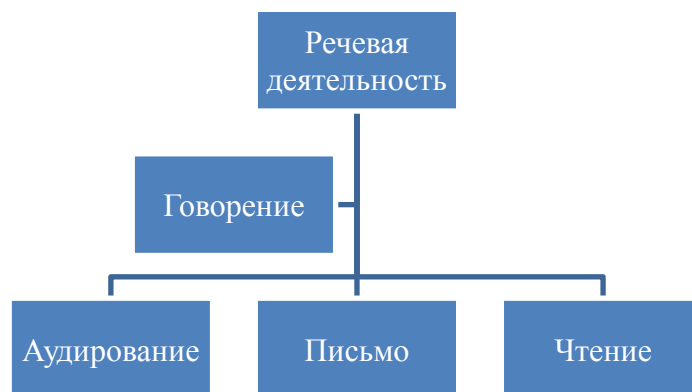 Речевая
деятельность
Говорение
Аудирование
Письмо
Чтение